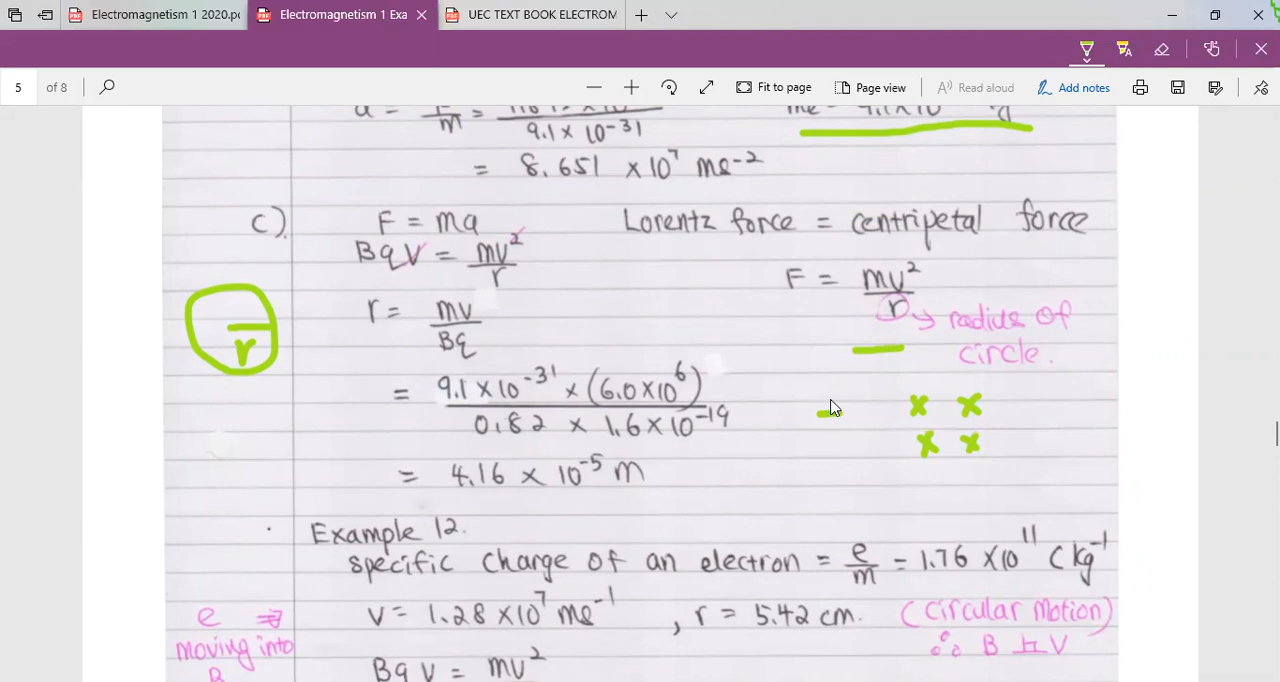 Electromagnetism 1 2020.pd
Electromagnetism 1 Exa
UEC TEXT BOOK ELECTROM
5 of 8
Fit to page
Page view
Read aloud
Add notes
a = F/m =
9.1 × 10⁻³¹
= 8.651 × 10⁷ ms⁻²
c).
F = ma
Lorentz force = centripetal force
BqV = mv²/r
F = mv²/r
→ radius of circle.
r
r = mv/Bq
= 9.1 × 10⁻³¹ × (6.0×10⁶) / 0.82 × 1.6 × 10⁻¹⁹
× ×
× ×
= 4.16 × 10⁻⁵ m
Example 12.
specific charge of an electron = e/m = 1.76 × 10¹¹ C kg⁻¹
e ⇒
moving into
B
V = 1.28 × 10⁷ ms⁻¹ , r = 5.42 cm.
(circular motion)
∴ B ⊥ V
Bq V = mv²